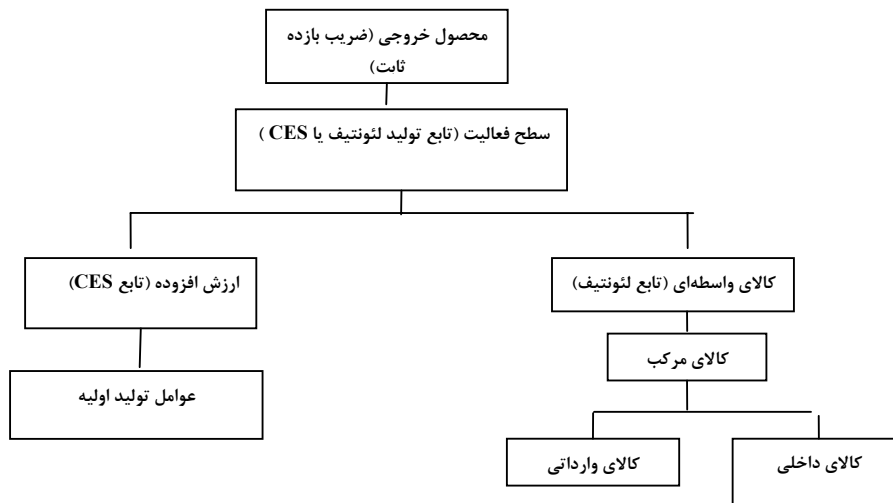 محصول خروجی (ضریب بازده
ثابت)
سطح فعالیت (تابع تولید لئونتیف یا CES )
ارزش افزوده (تابع CES)
کالای واسطه‌ای (تابع لئونتیف)
کالای مرکب
عوامل تولید اولیه
کالای وارداتی
کالای داخلی